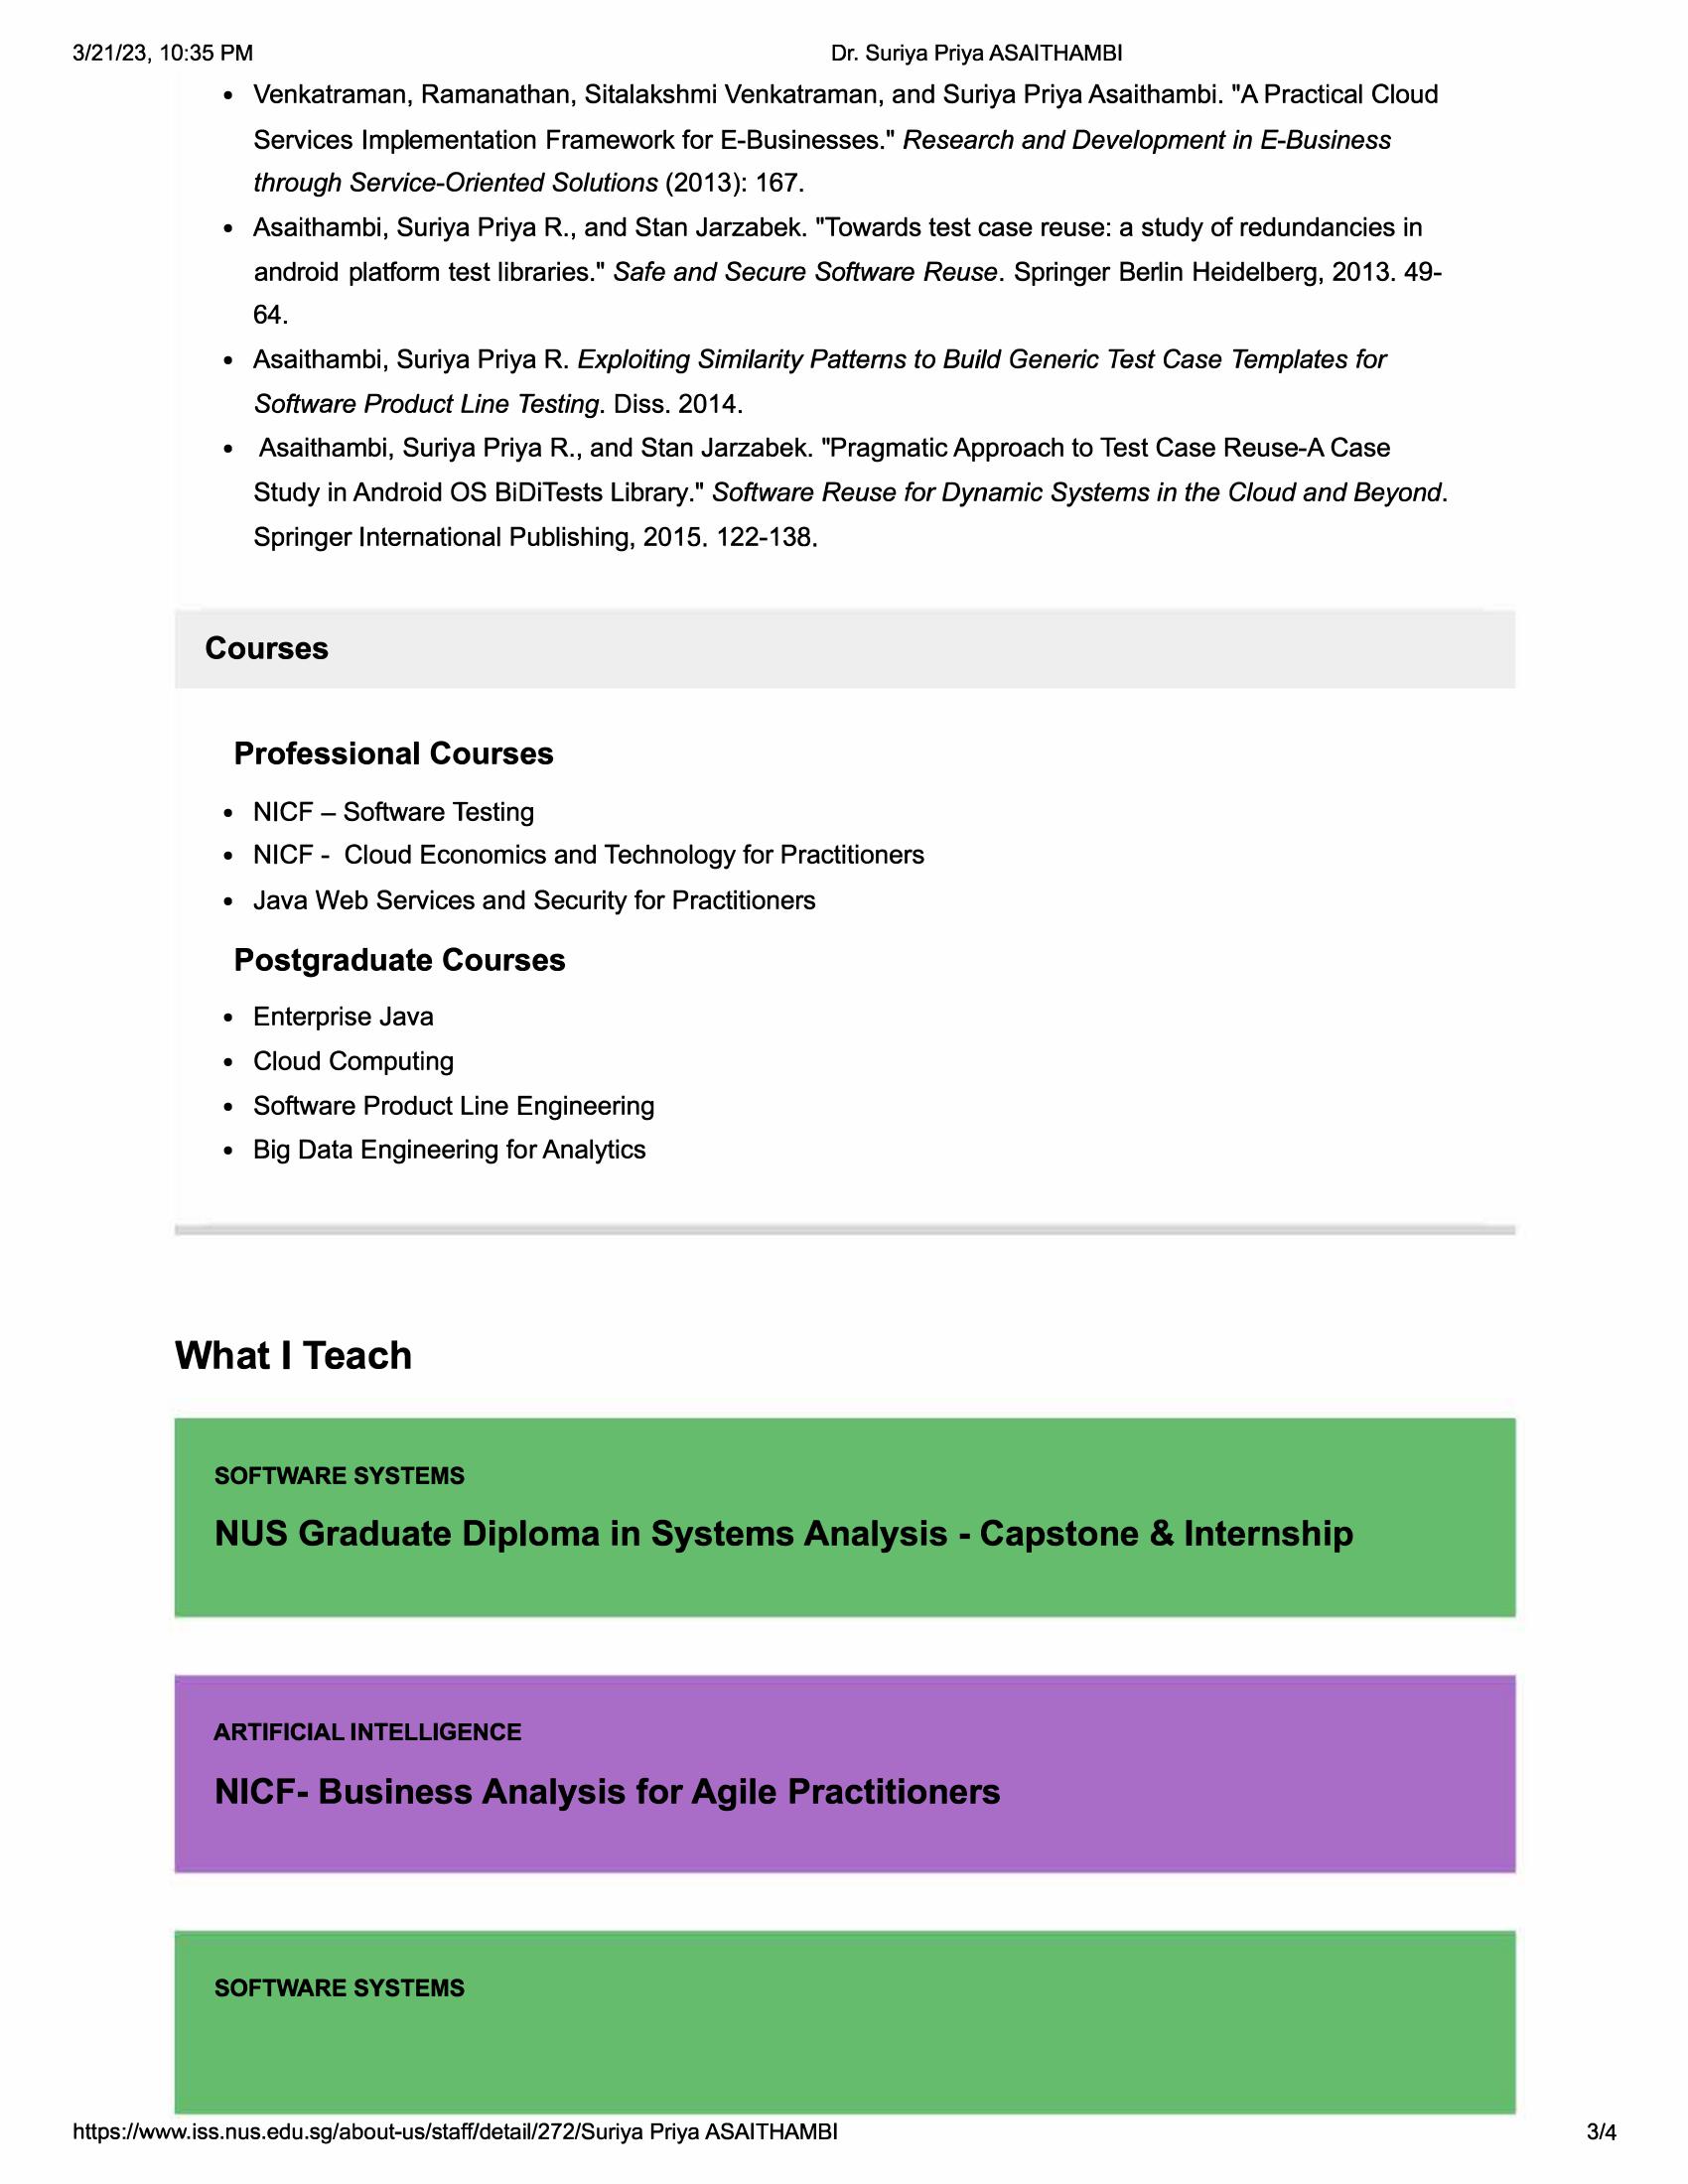 3/21/23, 10:35 PM
Dr. Suriya Priya ASAITHAMBI
• Venkatraman, Ramanathan, Sitalakshmi Venkatraman, and Suriya Priya Asaithambi. "A Practical Cloud
Services Implementation Framework for E-Businesses." Research and Development in E-Business
through Service-Oriented Solutions (2013): 167.
• Asaithambi, Suriya Priya R., and Stan Jarzabek. "Towards test case reuse: a study of redundancies in
android platform test libraries." Safe and Secure Software Reuse. Springer Berlin Heidelberg, 2013. 49-
64.
• Asaithambi, Suriya Priya R. Exploiting Similarity Patterns to Build Generic Test Case Templates for
Software Product Line Testing. Diss. 2014.
• Asaithambi, Suriya Priya R., and Stan Jarzabek. "Pragmatic Approach to Test Case Reuse-A Case
Study in Android OS BiDiTests Library." Software Reuse for Dynamic Systems in the Cloud and Beyond.
Springer International Publishing, 2015. 122-138.
Courses
Professional Courses
• NICF – Software Testing
• NICF - Cloud Economics and Technology for Practitioners
• Java Web Services and Security for Practitioners
Postgraduate Courses
• Enterprise Java
• Cloud Computing
• Software Product Line Engineering
• Big Data Engineering for Analytics
What I Teach
SOFTWARE SYSTEMS
NUS Graduate Diploma in Systems Analysis - Capstone & Internship
ARTIFICIAL INTELLIGENCE
NICF- Business Analysis for Agile Practitioners
SOFTWARE SYSTEMS
https://www.iss.nus.edu.sg/about-us/staff/detail/272/Suriya Priya ASAITHAMBI
3/4